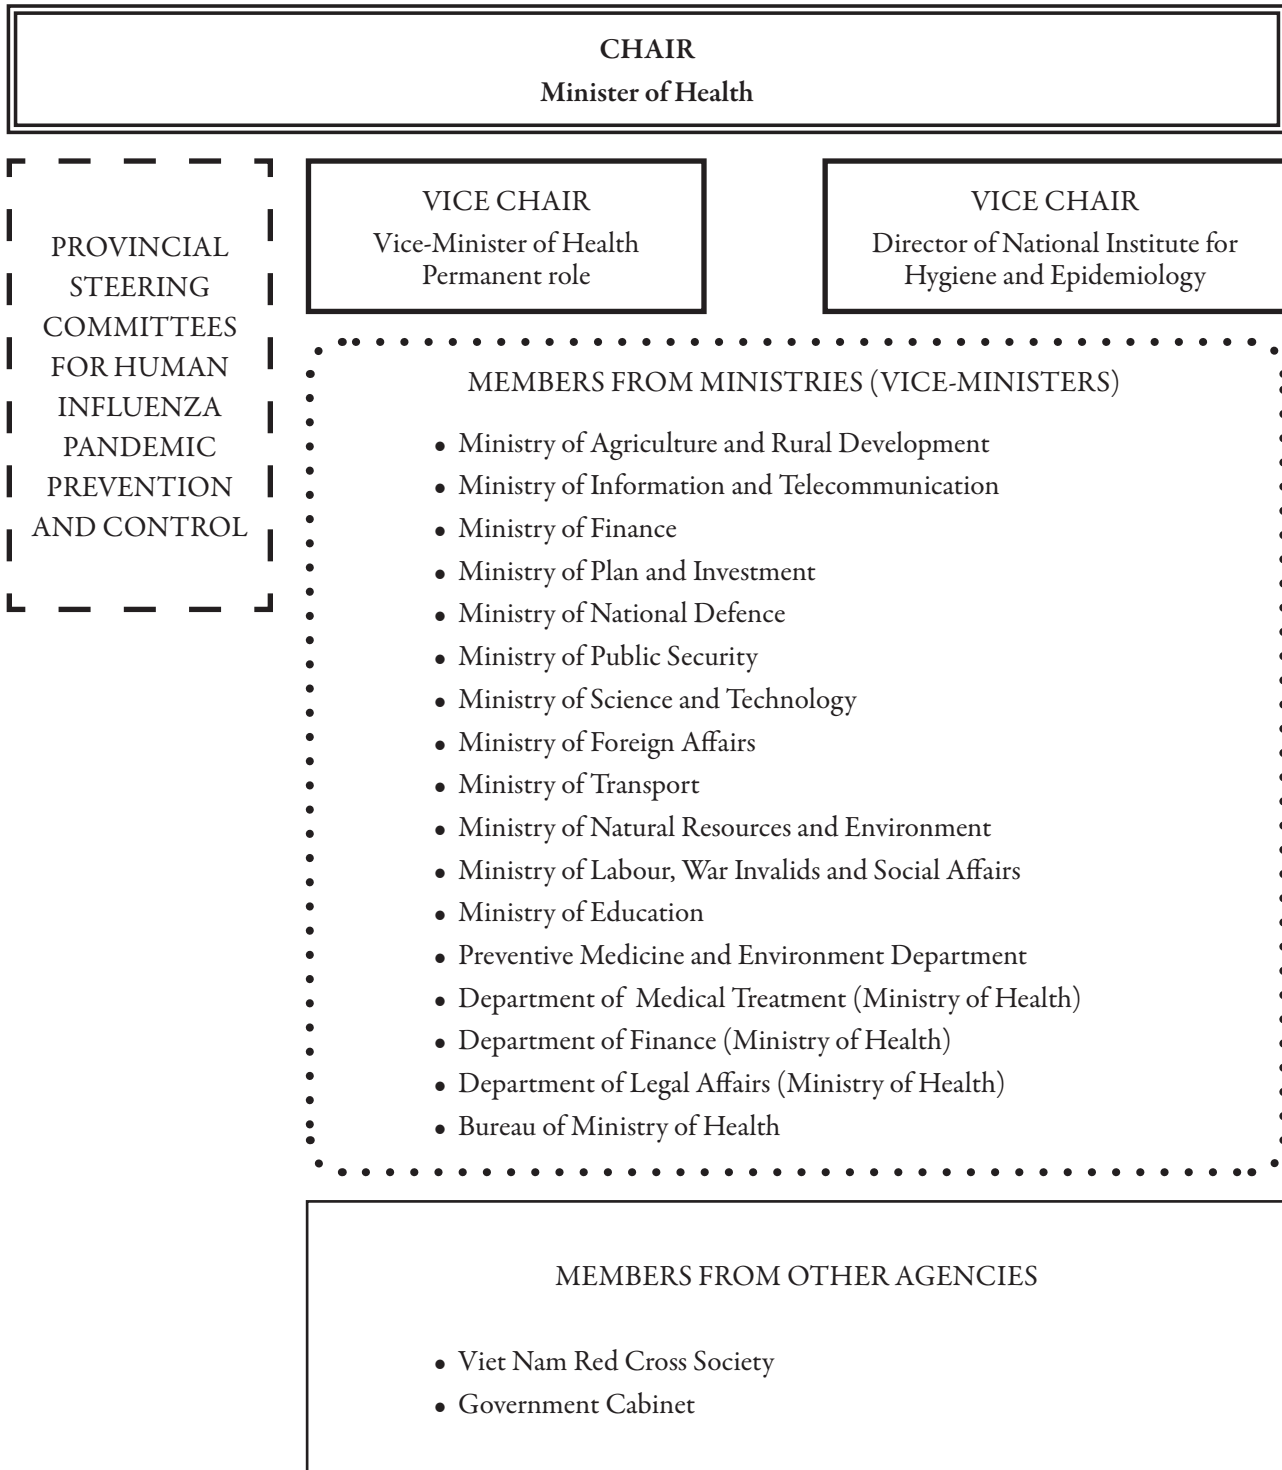 CHAIR
Minister of Health
PROVINCIAL
STEERING
COMMITTEES
FOR HUMAN
INFLUENZA
PANDEMIC
PREVENTION
AND CONTROL
VICE CHAIR
Vice-Minister of Health
Permanent role
VICE CHAIR
Director of National Institute for
Hygiene and Epidemiology
MEMBERS FROM MINISTRIES (VICE-MINISTERS)
• Ministry of Agriculture and Rural Development
• Ministry of Information and Telecommunication
• Ministry of Finance
• Ministry of Plan and Investment
• Ministry of National Defence
• Ministry of Public Security
• Ministry of Science and Technology
• Ministry of Foreign Affairs
• Ministry of Transport
• Ministry of Natural Resources and Environment
• Ministry of Labour, War Invalids and Social Affairs
• Ministry of Education
• Preventive Medicine and Environment Department
• Department of Medical Treatment (Ministry of Health)
• Department of Finance (Ministry of Health)
• Department of Legal Affairs (Ministry of Health)
• Bureau of Ministry of Health
MEMBERS FROM OTHER AGENCIES
• Viet Nam Red Cross Society
• Government Cabinet